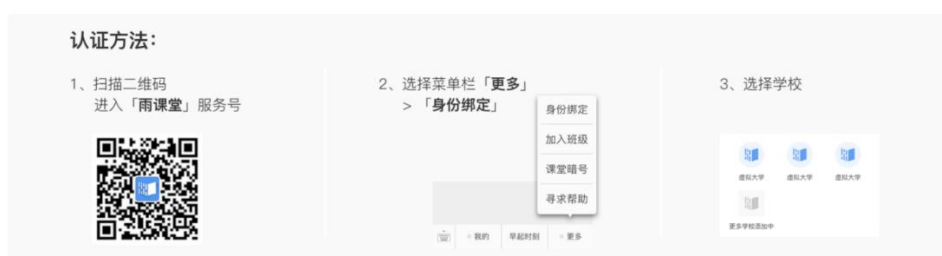 认证方法：
1、扫描二维码
进入「雨课堂」服务号
2、选择菜单栏「更多」
>「身份绑定」
身份绑定
加入班级
课堂暗号
寻求帮助
我的
早起时刻
更多
3、选择学校
虚拟大学
虚拟大学
虚拟大学
更多学校添加中